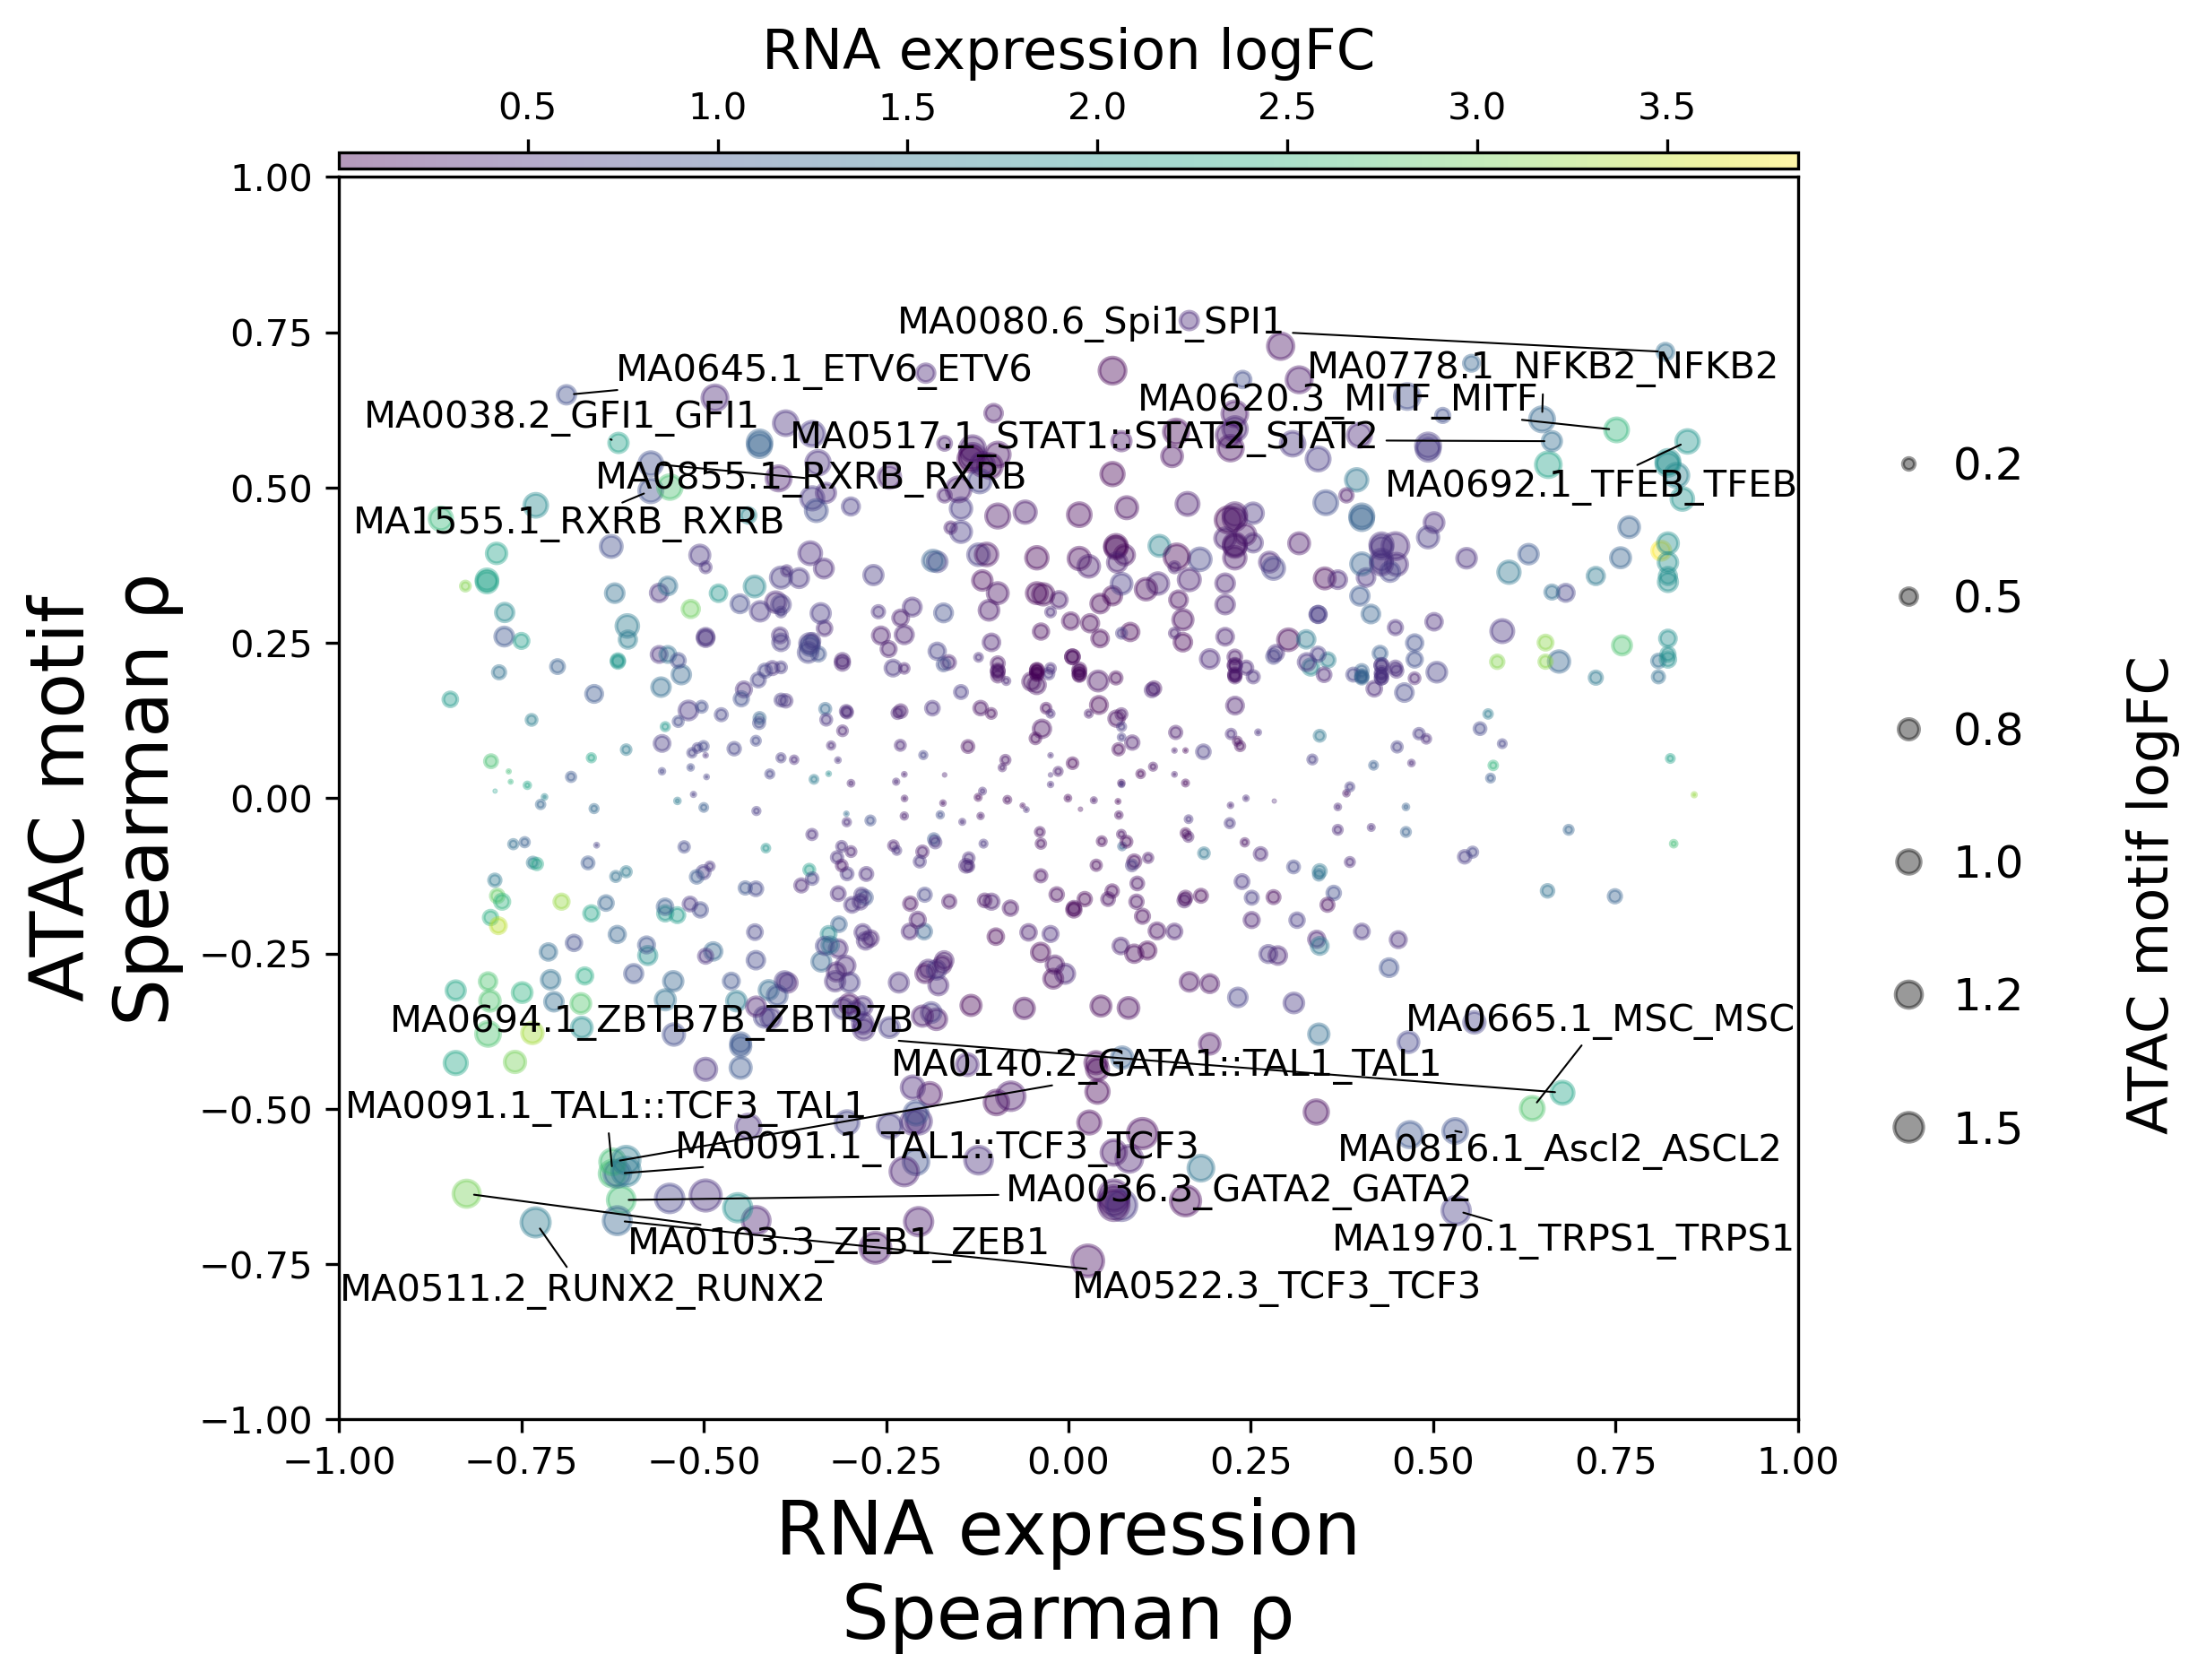 RNA expression logFC
0.5 1.0 1.5 2.0 2.5 3.0 3.5
1.00
0.75
0.50
0.25
0.00
−0.25
−0.50
−0.75
−1.00
ATAC motif
Spearman ρ
MA0080.6_Spi1_SPI1
MA0645.1_ETV6_ETV6
MA0778.1_NFKB2_NFKB2
MA0038.2_GFI1_GFI1
MA0620.3_MITF_MITF
MA0517.1_STAT1::STAT2_STAT2
MA0855.1_RXRB_RXRB
MA0692.1_TFEB_TFEB
MA1555.1_RXRB_RXRB
MA0694.1_ZBTB7B_ZBTB7B
MA0665.1_MSC_MSC
MA0140.2_GATA1::TAL1_TAL1
MA0091.1_TAL1::TCF3_TAL1
MA0091.1_TAL1::TCF3_TCF3
MA0816.1_Ascl2_ASCL2
MA0036.3_GATA2_GATA2
MA0103.3_ZEB1_ZEB1
MA1970.1_TRPS1_TRPS1
MA0511.2_RUNX2_RUNX2
MA0522.3_TCF3_TCF3
−1.00 −0.75 −0.50 −0.25 0.00 0.25 0.50 0.75 1.00
RNA expression
Spearman ρ
0.2
0.5
0.8
1.0
1.2
1.5
ATAC motif logFC